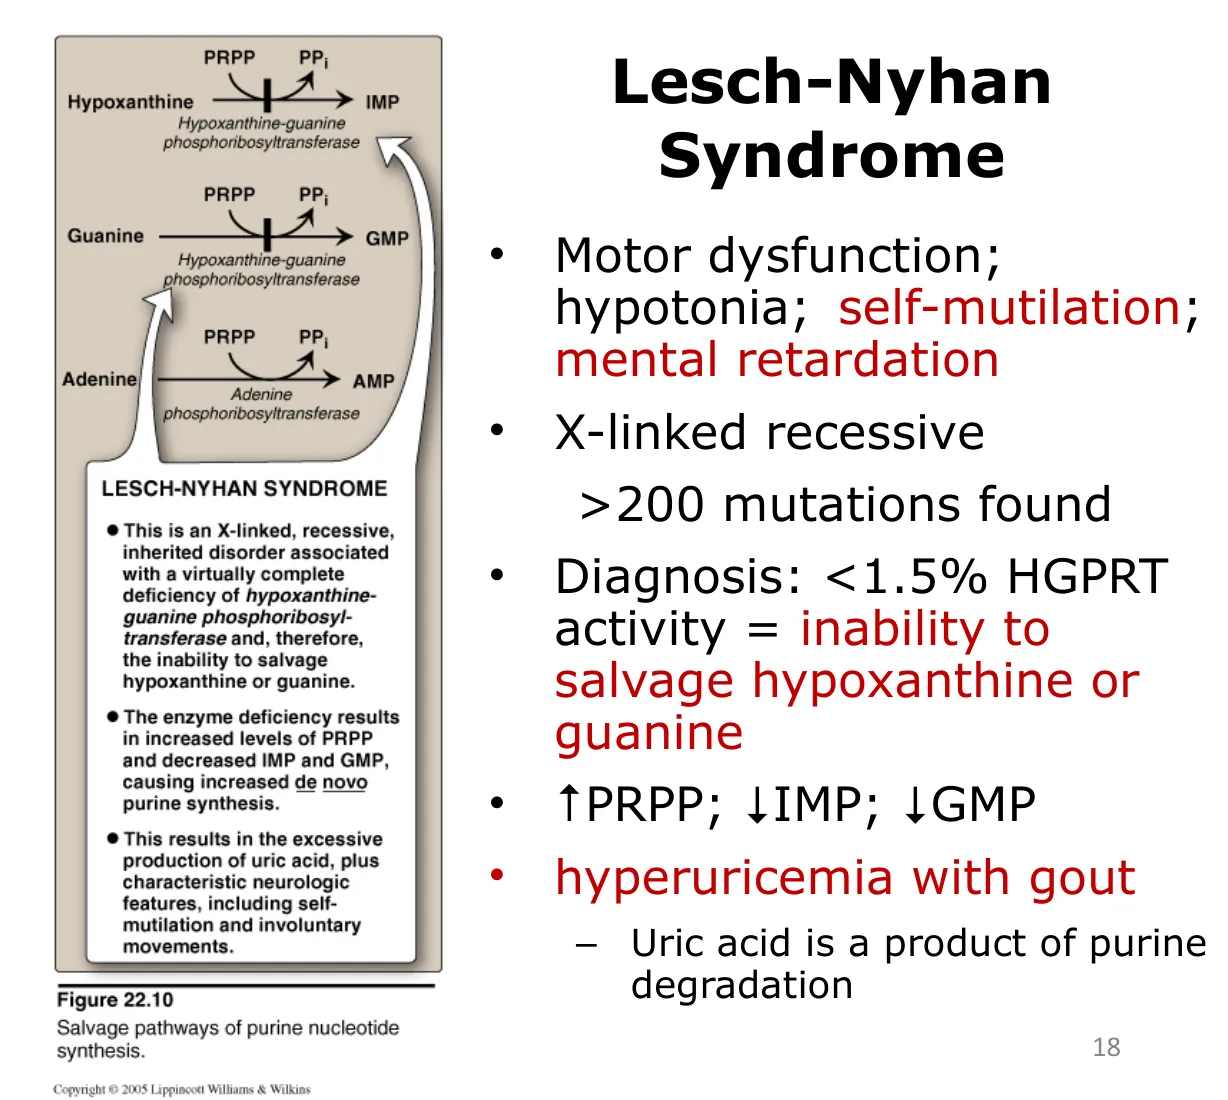 PRPP PPi
Hypoxanthine IMP
Hypoxanthine-guanine
phosphoribosyltransferase
PRPP PPi
Guanine GMP
Hypoxanthine-guanine
phosphoribosyltransferase
PRPP PPi
Adenine AMP
Adenine
phosphoribosyltransferase
LESCH-NYHAN SYNDROME
● This is an X-linked, recessive,
inherited disorder associated
with a virtually complete
deficiency of hypoxanthine-
guanine phosphoribosyl-
transferase and, therefore,
the inability to salvage
hypoxanthine or guanine.
● The enzyme deficiency results
in increased levels of PRPP
and decreased IMP and GMP,
causing increased de novo
purine synthesis.
● This results in the excessive
production of uric acid, plus
characteristic neurologic
features, including self-
mutilation and involuntary
movements.
Figure 22.10
Salvage pathways of purine nucleotide
synthesis.
Copyright © 2005 Lippincott Williams & Wilkins
Lesch-Nyhan
Syndrome
• Motor dysfunction;
hypotonia; self-mutilation;
mental retardation
• X-linked recessive
>200 mutations found
• Diagnosis: <1.5% HGPRT
activity = inability to
salvage hypoxanthine or
guanine
• ↑PRPP; ↓IMP; ↓GMP
• hyperuricemia with gout
– Uric acid is a product of purine
degradation
18